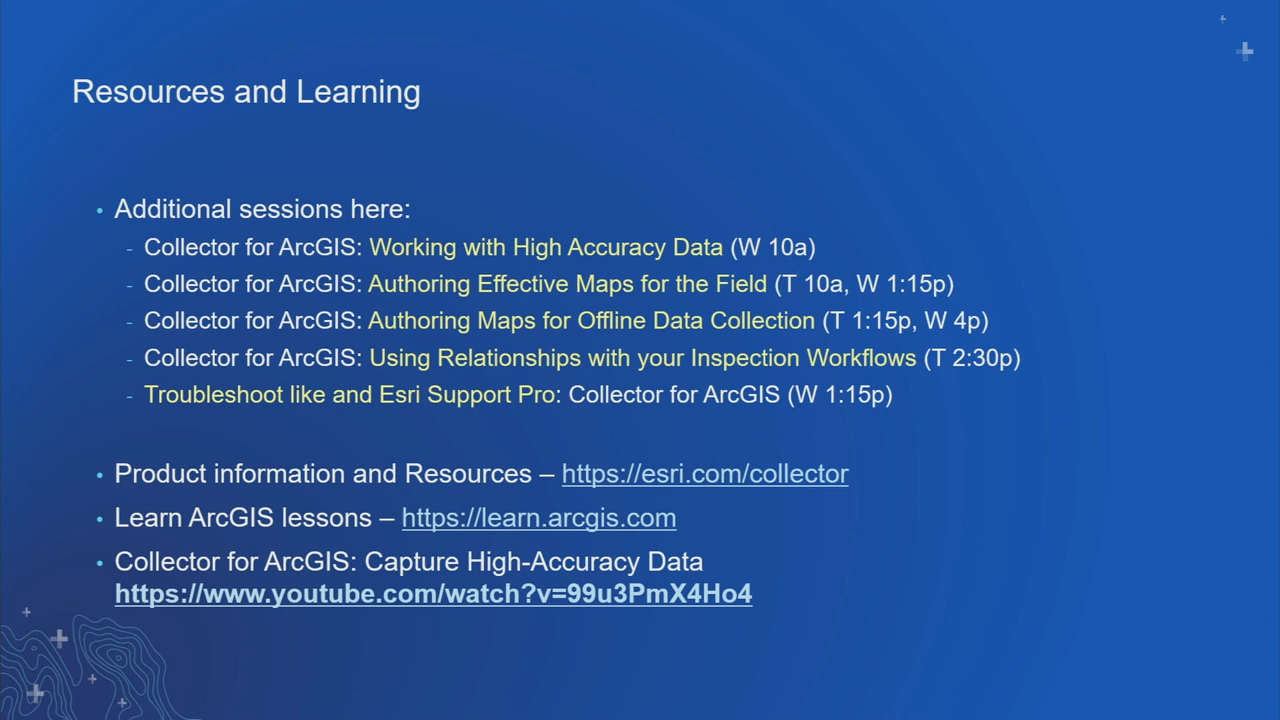 Resources and Learning
• Additional sessions here:
- Collector for ArcGIS: Working with High Accuracy Data (W 10a)
- Collector for ArcGIS: Authoring Effective Maps for the Field (T 10a, W 1:15p)
- Collector for ArcGIS: Authoring Maps for Offline Data Collection (T 1:15p, W 4p)
- Collector for ArcGIS: Using Relationships with your Inspection Workflows (T 2:30p)
- Troubleshoot like and Esri Support Pro: Collector for ArcGIS (W 1:15p)
• Product information and Resources – https://esri.com/collector
• Learn ArcGIS lessons – https://learn.arcgis.com
• Collector for ArcGIS: Capture High-Accuracy Data
https://www.youtube.com/watch?v=99u3PmX4Ho4